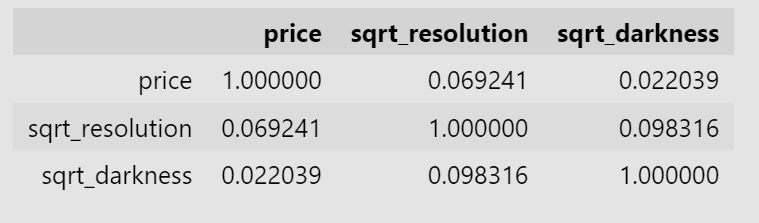 price sqrt_resolution sqrt_darkness
price 1.000000 0.069241 0.022039
sqrt_resolution 0.069241 1.000000 0.098316
sqrt_darkness 0.022039 0.098316 1.000000